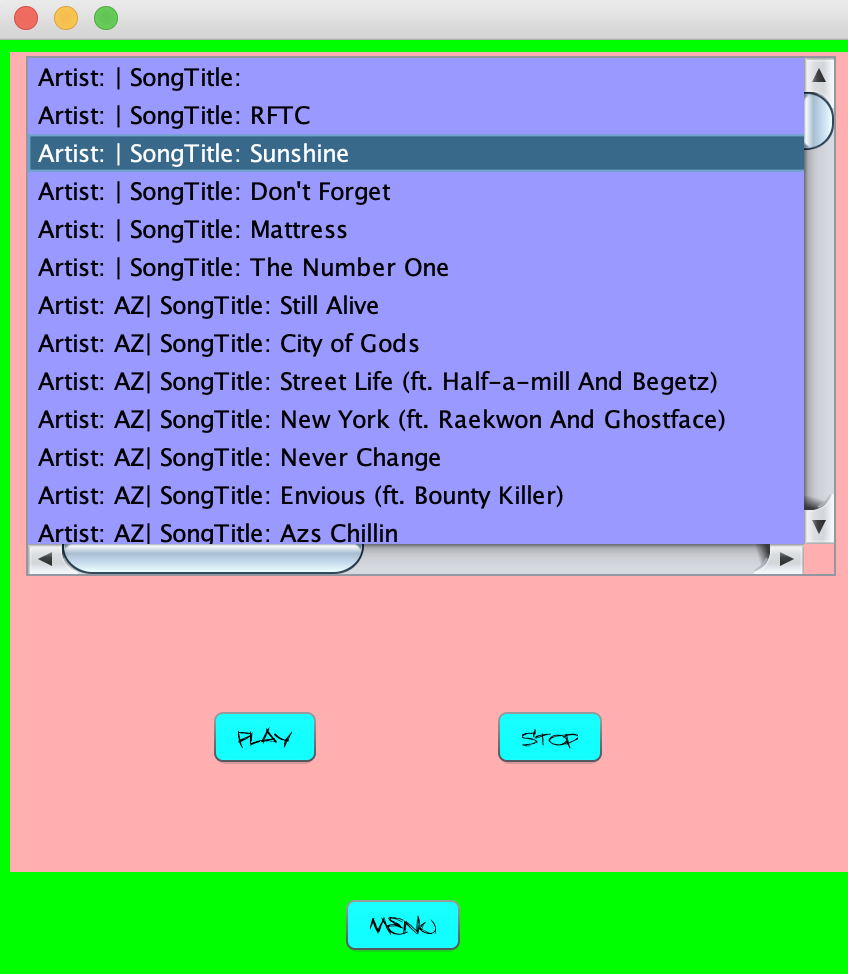 Artist: | SongTitle:
Artist: | SongTitle: RFTC
Artist: | SongTitle: Sunshine
Artist: | SongTitle: Don't Forget
Artist: | SongTitle: Mattress
Artist: | SongTitle: The Number One
Artist: AZ| SongTitle: Still Alive
Artist: AZ| SongTitle: City of Gods
Artist: AZ| SongTitle: Street Life (ft. Half-a-mill And Begetz)
Artist: AZ| SongTitle: New York (ft. Raekwon And Ghostface)
Artist: AZ| SongTitle: Never Change
Artist: AZ| SongTitle: Envious (ft. Bounty Killer)
Artist: AZ| SongTitle: Azs Chillin
PLAY STOP
MENU